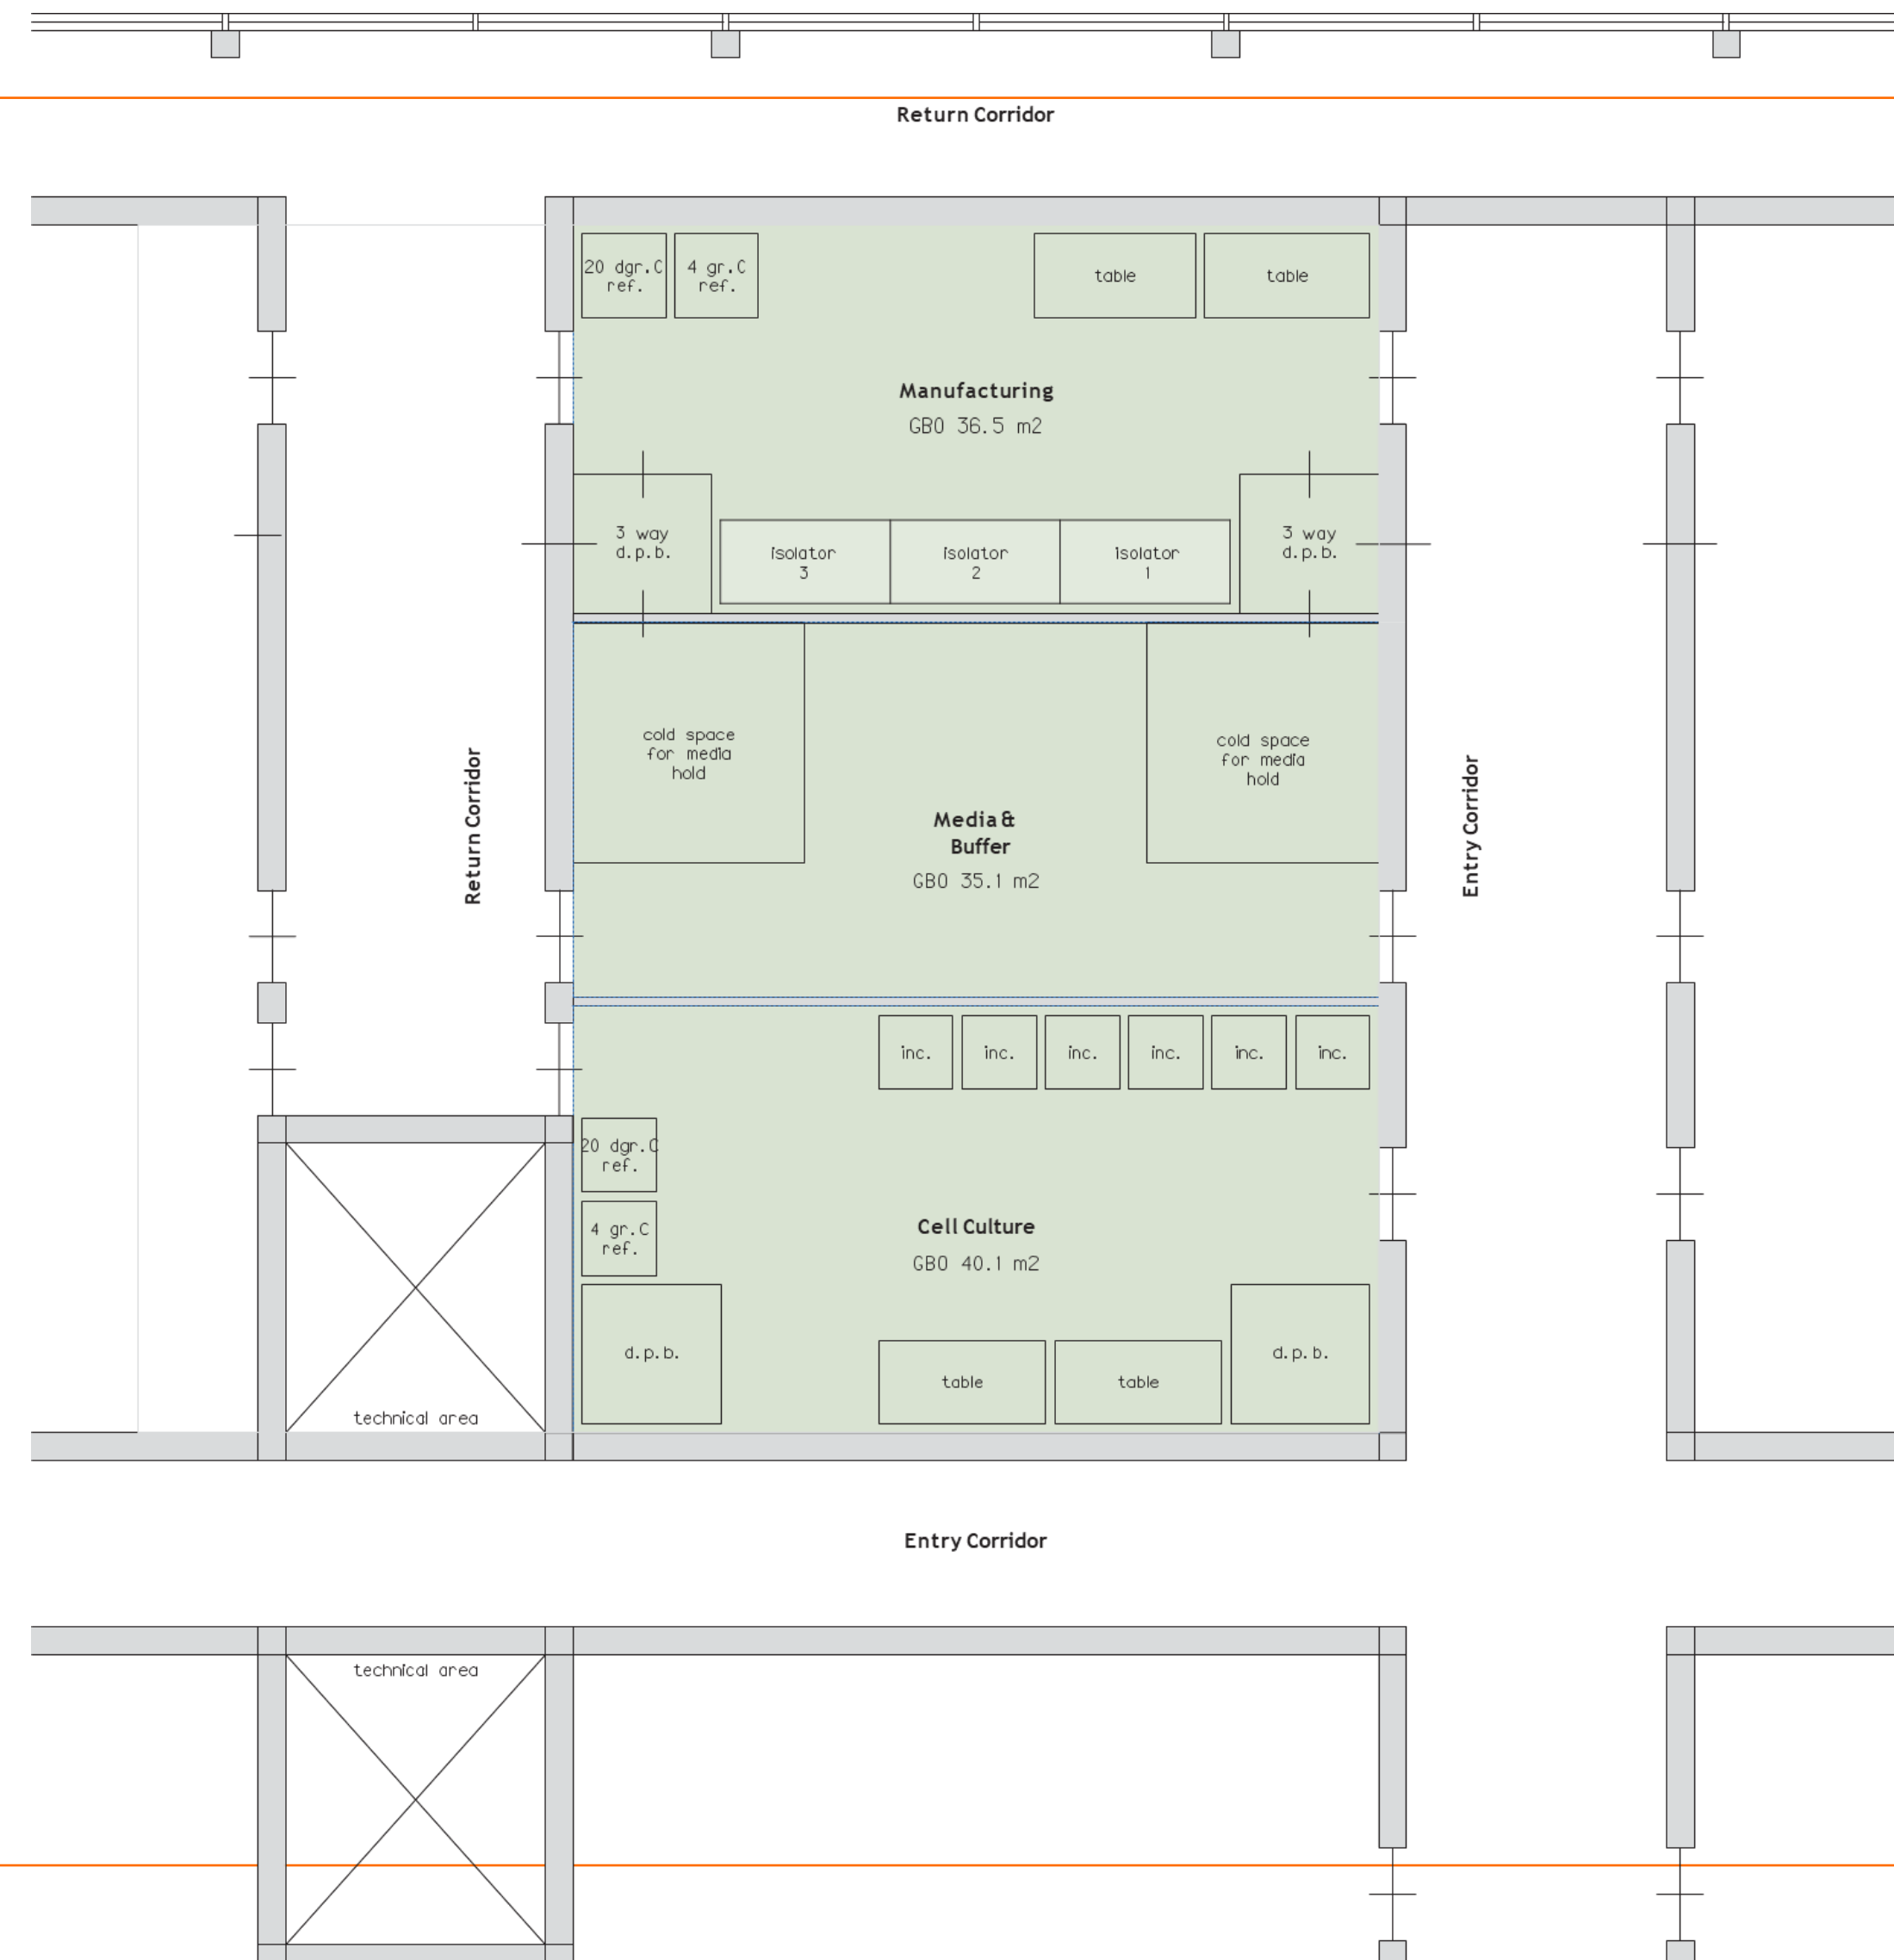 Return Corridor
20 dgr.C
ref.
4 gr.C
ref.
table
table
Manufacturing
GBO 36.5 m2
3 way
d.p.b.
isolator
3
isolator
2
isolator
1
3 way
d.p.b.
cold space
for media
hold
cold space
for media
hold
Return Corridor
Media &
Buffer
GBO 35.1 m2
Entry Corridor
inc.
inc.
inc.
inc.
inc.
inc.
20 dgr.C
ref.
4 gr.C
ref.
Cell Culture
GBO 40.1 m2
d.p.b.
table
table
d.p.b.
technical area
Entry Corridor
technical area